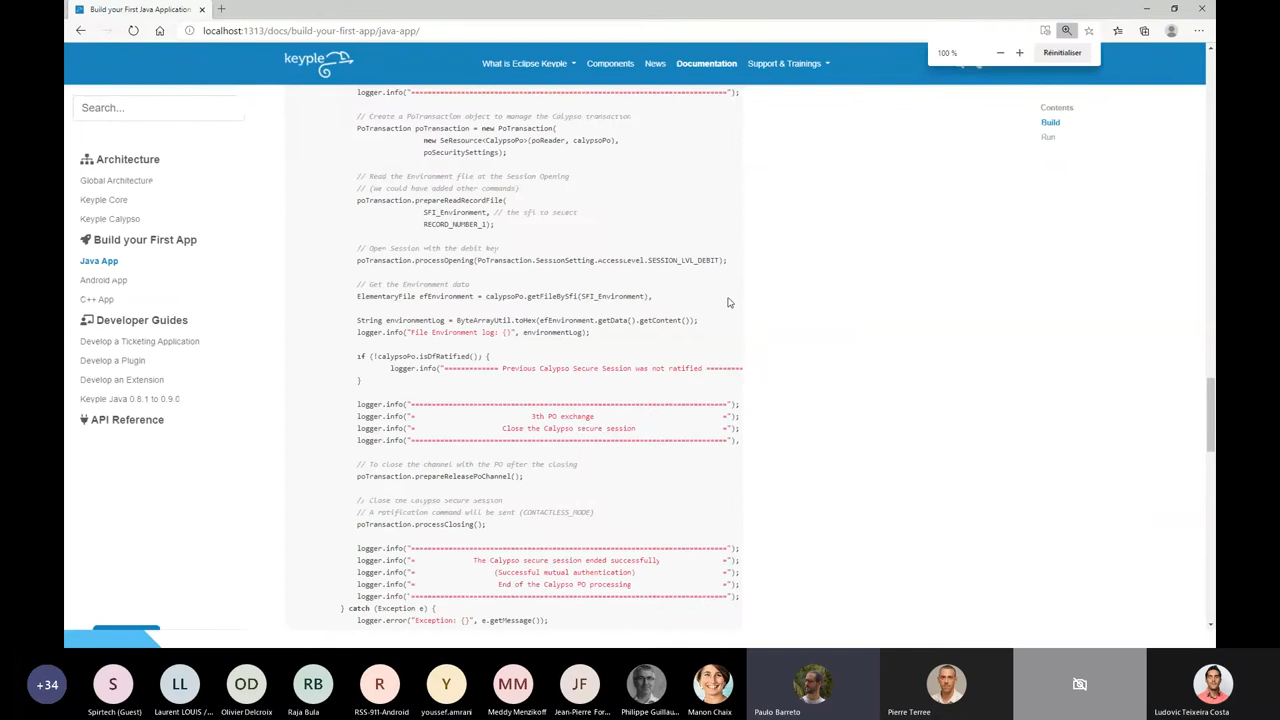 Build your First Java Application
localhost:1313/docs/build-your-first-app/java-app/
100 %
Réinitialiser
keyple
What is Eclipse Keyple
Components
News
Documentation
Support & Trainings
Search...
Architecture
Global Architecture
Keyple Core
Keyple Calypso
Build your First App
Java App
Android App
C++ App
Developer Guides
Develop a Ticketing Application
Develop a Plugin
Develop an Extension
Keyple Java 0.8.1 to 0.9.0
API Reference
logger.info("===========================================================================");
// Create a PoTransaction object to manage the Calypso transaction
PoTransaction poTransaction = new PoTransaction(
new SeResource<CalypsoPo>(poReader, calypsoPo),
poSecuritySettings);
// Read the Environment file at the Session Opening
// (we could have added other commands)
poTransaction.prepareReadRecordFile(
SFI_Environment, // the sfi to select
RECORD_NUMBER_1);
// Open Session with the debit key
poTransaction.processOpening(PoTransaction.SessionSetting.AccessLevel.SESSION_LVL_DEBIT);
// Get the Environment data
ElementaryFile efEnvironment = calypsoPo.getFileBySfi(SFI_Environment),
String environmentLog = ByteArrayUtil.toHex(efEnvironment.getData().getContent());
logger.info("File Environment log: {}", environmentLog);
if (!calypsoPo.isDfRatified(); {
logger.info("============= Previous Calypso Secure Session was not ratified =========
}
logger.info("===========================================================================");
logger.info("= 3th PO exchange =");
logger.info("= Close the Calypso secure session =");
logger.info("===========================================================================",
// To close the channel with the PO after the closing
poTransaction.prepareReleasePoChannel();
// Close the Calypso Secure Session
// A ratification command will be sent (CONTACTLESS_MODE)
poTransaction.processClosing();
logger.info("===========================================================================");
logger.info("= The Calypso secure session ended successfully =");
logger.info("= (Successful mutual authentication) =");
logger.info("= End of the Calypso PO processing =");
logger.info("===========================================================================");
} catch (Exception e) {
logger.error("Exception: {}", e.getMessage());
Contents
Build
Run
+34
S
LL
OD
RB
R
Y
MM
JF
Spirtech (Guest)
Laurent LOUIS /...
Olivier Delcroix
Raja Bula
RSS-911-Android
youssef.amrani
Meddy Menzikoff
Jean-Pierre For...
Philippe Guillau...
Manon Chaix
Paulo Barreto
Pierre Terree
Ludovic Teixeira Costa